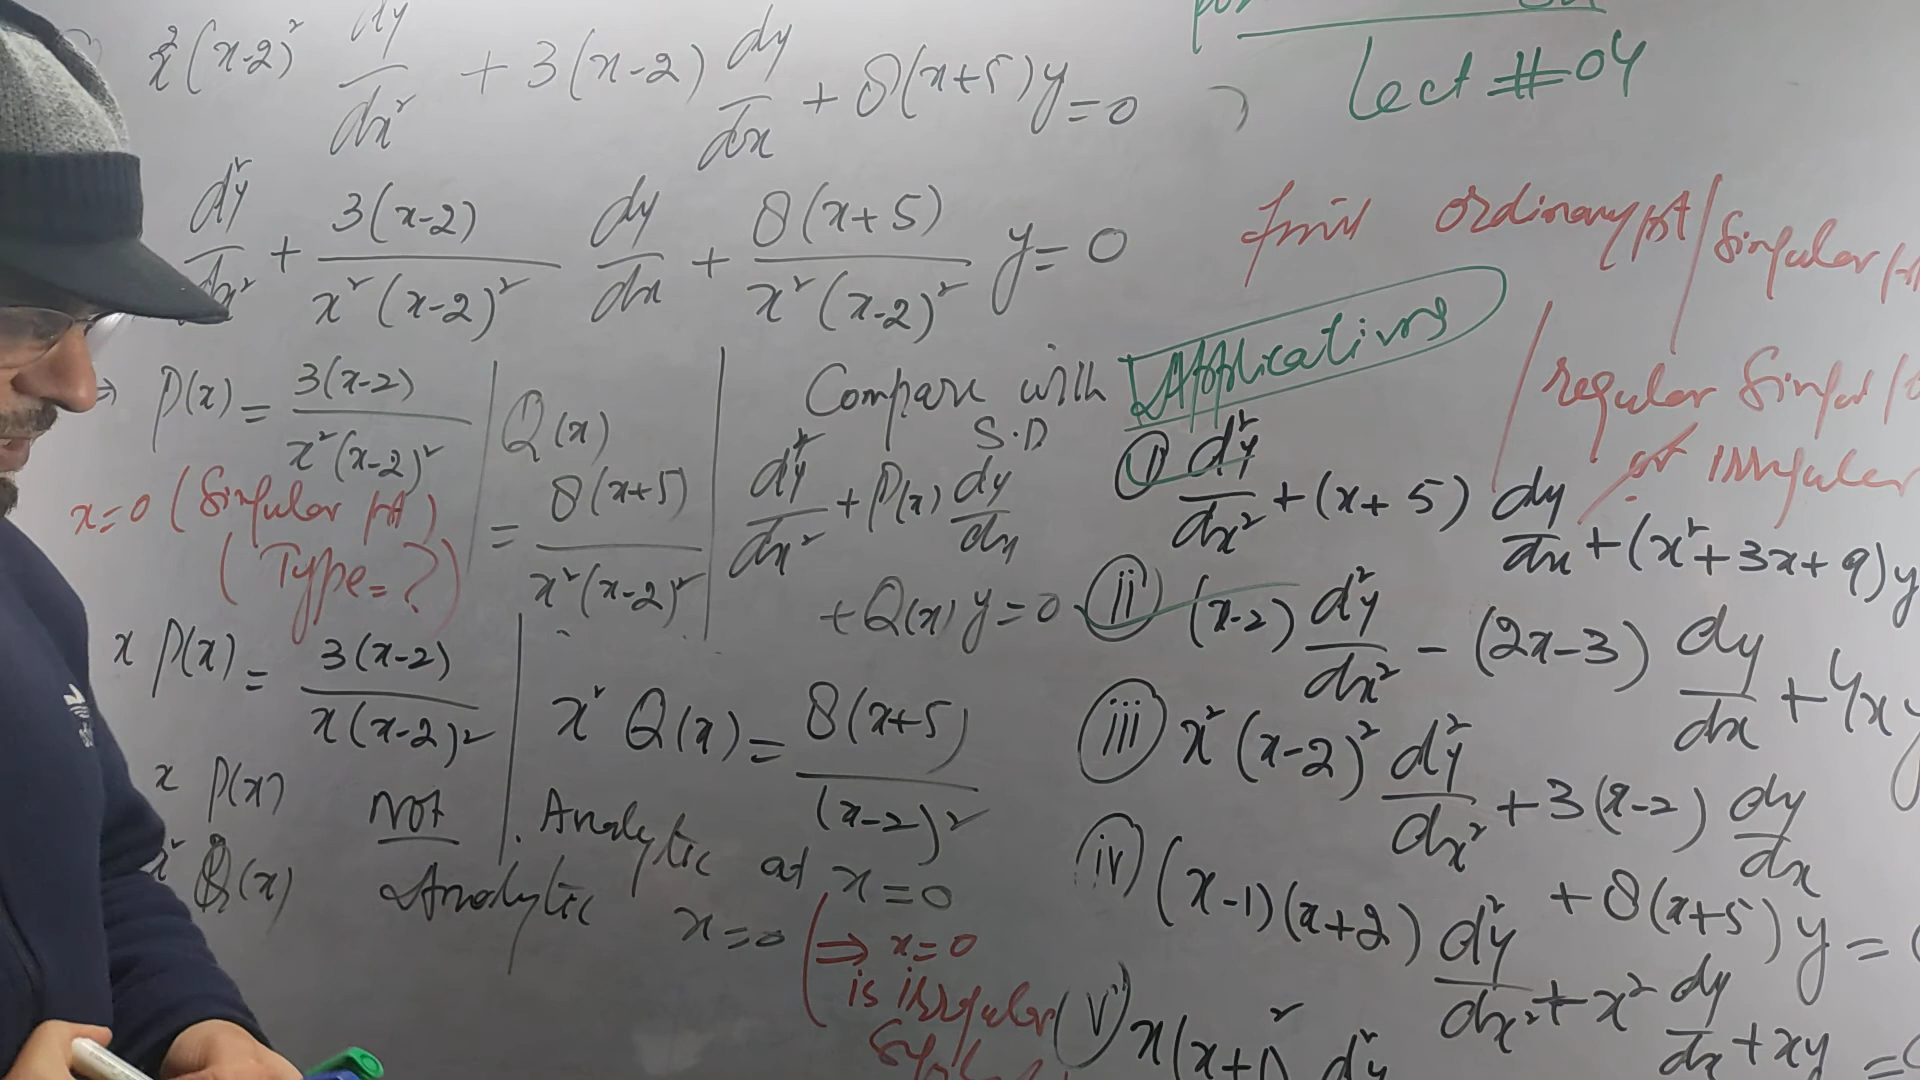 x²(x-2)² d²y/dx² + 3(x-2) dy/dx + 8(x+5)y = 0
Lect # 04
d²y/dx² + 3(x-2)/x²(x-2)² dy/dx + 8(x+5)/x²(x-2)² y = 0
find ordinary pt / Singular pt
/ regular Singul
or irregular
⇒ P(x) = 3(x-2)/x²(x-2)²
x=0 (Singular pt)
(Type=?)
Q(x)
= 8(x+5)/x²(x-2)²
Compare with
S.D
d²y/dx² + P(x) dy/dx
+ Q(x) y = 0
x P(x) = 3(x-2)/x(x-2)²
x² Q(x) = 8(x+5)/(x-2)²
x P(x) Not Analytic at x=0
x² Q(x) Analytic x=0
⇒ x=0
is irregular
Applications
(i) d²y/dx² + (x+5) dy/dx + (x²+3x+9)y
(ii) (x-2) d²y/dx² - (2x-3) dy/dx + 4xy
(iii) x²(x-2)² d²y/dx² + 3(x-2) dy/dx
+ 8(x+5)y =
(iv) (x-1)(x+2) d²y/dx² + x² dy/dx + xy =
(v) x(x+1)² d²y